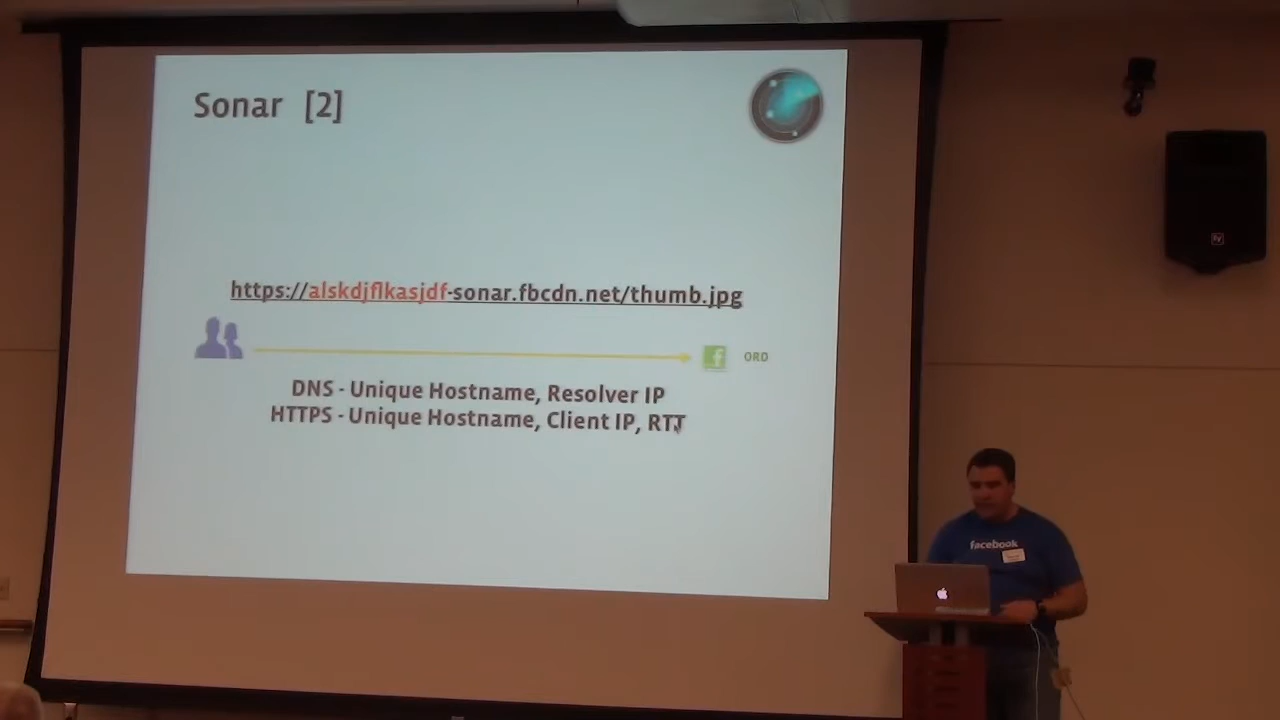 Sonar [2]
https://alskdjflkasjdf-sonar.fbcdn.net/thumb.jpg
f ORD
DNS - Unique Hostname, Resolver IP
HTTPS - Unique Hostname, Client IP, RTT
facebook